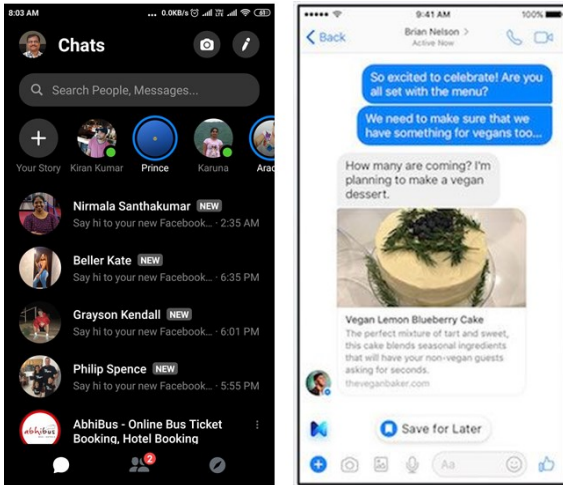 8:03 AM ... 0.0KB/s
Chats
Search People, Messages...
Your Story Kiran Kumar Prince Karuna Arad
Nirmala Santhakumar NEW
Say hi to your new Facebook... · 2:35 AM
Beller Kate NEW
Say hi to your new Facebook... · 6:35 PM
Grayson Kendall NEW
Say hi to your new Facebook... · 6:01 PM
Philip Spence NEW
Say hi to your new Facebook... · 5:55 PM
abhibus
AbhiBus - Online Bus Ticket
Booking, Hotel Booking
2
9:41 AM 100%
Back
Brian Nelson >
Active Now
So excited to celebrate! Are you
all set with the menu?
We need to make sure that we
have something for vegans too...
How many are coming? I'm
planning to make a vegan
dessert.
Vegan Lemon Blueberry Cake
The perfect mixture of tart and sweet,
this cake blends seasonal ingredients
that will have your non-vegan guests
asking for seconds.
theveganbaker.com
Save for Later
Aa